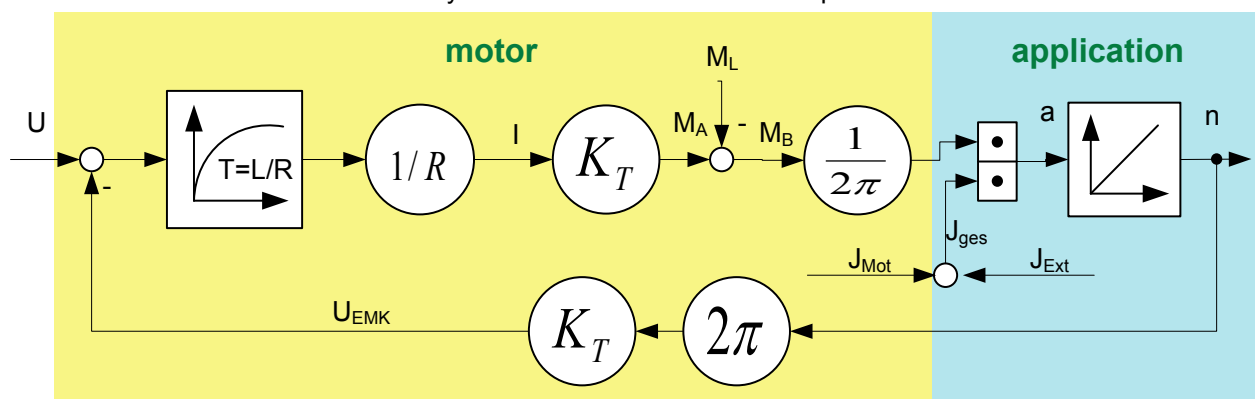 motor
application
M_L
U
T=L/R
1/R
I
K_T
M_A
-
M_B
1/2π
a
n
-
J_ges
J_Mot
J_Ext
U_EMK
K_T
2π